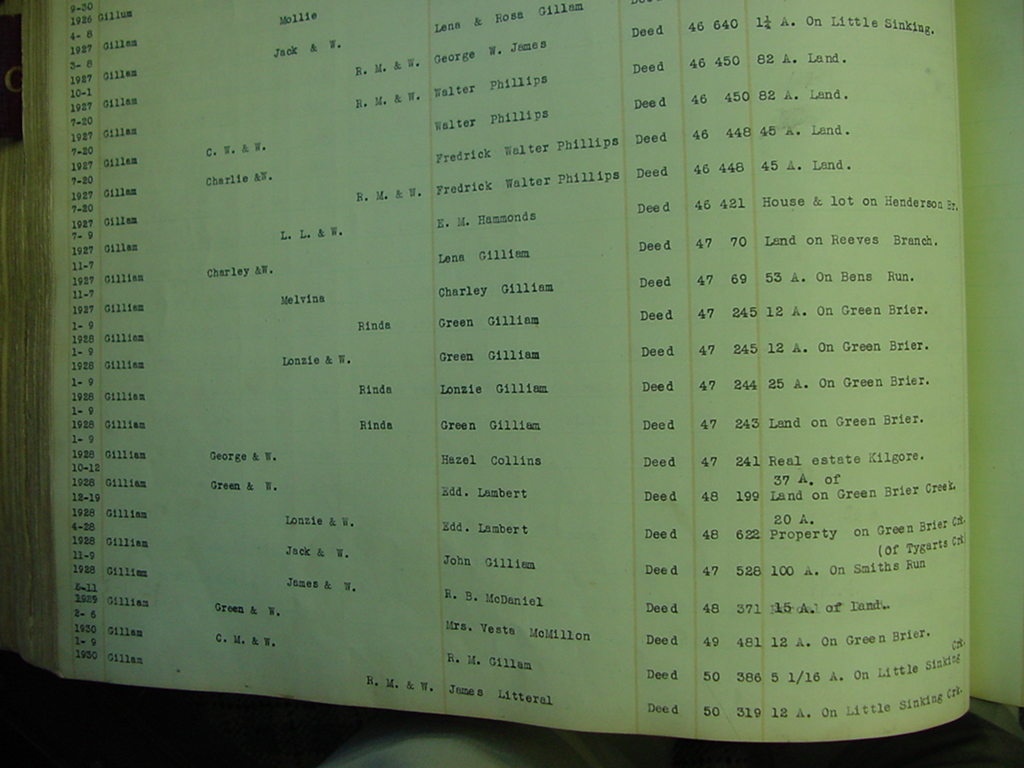 9-30
1926 Gillum
4- 8
1927 Gillam Mollie
3- 8
1927 Gillam Jack & W. Lena & Rosa Gillam
10-1
1927 Gillam R. M. & W. George W. James Deed 46 640 1¼ A. On Little Sinking.
7-20
1927 Gillam R. M. & W. Walter Phillips Deed 46 450 82 A. Land.
7-20
1927 Gillam C. W. & W. Walter Phillips Deed 46 450 82 A. Land.
7-20
1927 Gillam Charlie &W. Fredrick Walter Phillips Deed 46 448 45 A. Land.
7-20
1927 Gillam R. M. & W. Fredrick Walter Phillips Deed 46 448 45 A. Land.
7- 9
1927 Gillam L. L. & W. E. M. Hammonds Deed 46 421 House & lot on Henderson Br.
11-7
1927 Gilliam Charley &W. Lena Gilliam Deed 47 70 Land on Reeves Branch.
11-7
1927 Gilliam Melvina Charley Gilliam Deed 47 69 53 A. On Bens Run.
1- 9
1928 Gilliam Rinda Green Gilliam Deed 47 245 12 A. On Green Brier.
1- 9
1928 Gilliam Lonzie & W. Green Gilliam Deed 47 245 12 A. On Green Brier.
1- 9
1928 Gilliam Rinda Lonzie Gilliam Deed 47 244 25 A. On Green Brier.
1- 9
1928 Gilliam Rinda Green Gilliam Deed 47 243 Land on Green Brier.
1- 9
1928 Gilliam George & W. Hazel Collins Deed 47 241 Real estate Kilgore.
10-12 37 A. of
1928 Gilliam Green & W. Edd. Lambert Deed 48 199 Land on Green Brier Creek.
12-19 20 A.
1928 Gilliam Lonzie & W. Edd. Lambert Deed 48 622 Property on Green Brier Crk.
4-28 (Of Tygarts Crk
1928 Gilliam Jack & W. John Gilliam Deed 47 528 100 A. On Smiths Run
11-9
1928 Gilliam James & W. R. B. McDaniel Deed 48 371 15 A. of land.
5-11
1929 Gilliam Green & W. Mrs. Vesta McMillon Deed 49 481 12 A. On Green Brier.
2- 6
1930 Gillam C. M. & W. R. M. Gillam Deed 50 386 5 1/16 A. On Little Sinking Crk.
1- 9
1930 Gillam R. M. & W. James Litteral Deed 50 319 12 A. On Little Sinking Crk.